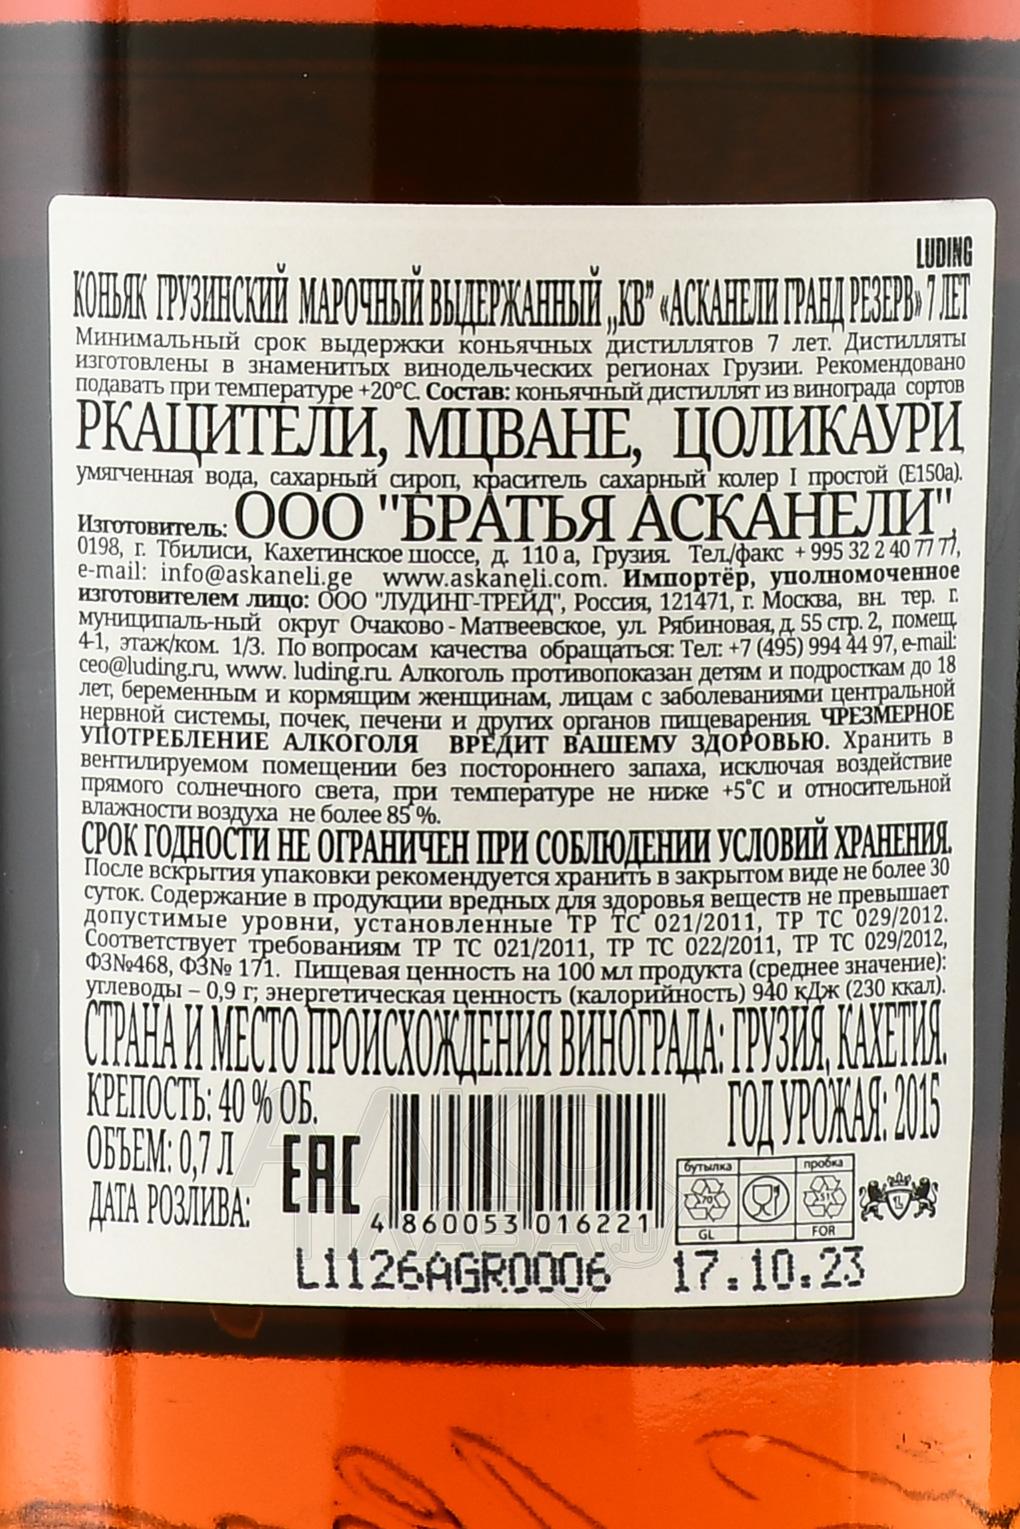 LUDING
КОНЬЯК ГРУЗИНСКИЙ МАРОЧНЫЙ ВЫДЕРЖАННЫЙ „КВ” «АСКАНЕЛИ ГРАНД РЕЗЕРВ» 7 ЛЕТ
Минимальный срок выдержки коньячных дистиллятов 7 лет. Дистилляты
изготовлены в знаменитых винодельческих регионах Грузии. Рекомендовано
подавать при температуре +20°С. Состав: коньячный дистиллят из винограда сортов
РКАЦИТЕЛИ, МЦВАНЕ, ЦОЛИКАУРИ,
умягченная вода, сахарный сироп, краситель сахарный колер I простой (Е150а).
Изготовитель: ООО "БРАТЬЯ АСКАНЕЛИ",
0198, г. Тбилиси, Кахетинское шоссе, д. 110 а, Грузия. Тел./факс + 995 32 2 40 77 77,
e-mail: info@askaneli.ge www.askaneli.com. Импортёр, уполномоченное
изготовителем лицо: ООО "ЛУДИНГ-ТРЕЙД", Россия, 121471, г. Москва, вн. тер. г.
муниципаль-ный округ Очаково - Матвеевское, ул. Рябиновая, д. 55 стр. 2, помещ.
4-1, этаж/ком. 1/3. По вопросам качества обращаться: Тел: +7 (495) 994 44 97, e-mail:
ceo@luding.ru, www. luding.ru. Алкоголь противопоказан детям и подросткам до 18
лет, беременным и кормящим женщинам, лицам с заболеваниями центральной
нервной системы, почек, печени и других органов пищеварения. ЧРЕЗМЕРНОЕ
УПОТРЕБЛЕНИЕ АЛКОГОЛЯ ВРЕДИТ ВАШЕМУ ЗДОРОВЬЮ. Хранить в
вентилируемом помещении без постороннего запаха, исключая воздействие
прямого солнечного света, при температуре не ниже +5°С и относительной
влажности воздуха не более 85 %.
СРОК ГОДНОСТИ НЕ ОГРАНИЧЕН ПРИ СОБЛЮДЕНИИ УСЛОВИЙ ХРАНЕНИЯ.
После вскрытия упаковки рекомендуется хранить в закрытом виде не более 30
суток. Содержание в продукции вредных для здоровья веществ не превышает
допустимые уровни, установленные ТР ТС 021/2011, ТР ТС 029/2012.
Соответствует требованиям ТР ТС 021/2011, ТР ТС 022/2011, ТР ТС 029/2012,
ФЗ№468, ФЗ№ 171. Пищевая ценность на 100 мл продукта (среднее значение):
углеводы – 0,9 г; энергетическая ценность (калорийность) 940 кДж (230 ккал).
СТРАНА И МЕСТО ПРОИСХОЖДЕНИЯ ВИНОГРАДА: ГРУЗИЯ, КАХЕТИЯ.
КРЕПОСТЬ: 40 % ОБ. ГОД УРОЖАЯ: 2015
ОБЪЕМ: 0,7 Л
ДАТА РОЗЛИВА:
EAC
4 860053 016221
бутылка пробка
70 51
GL FOR
L
L1126AGR0006 17.10.23
АЛКО
ПЛАЗА.ru